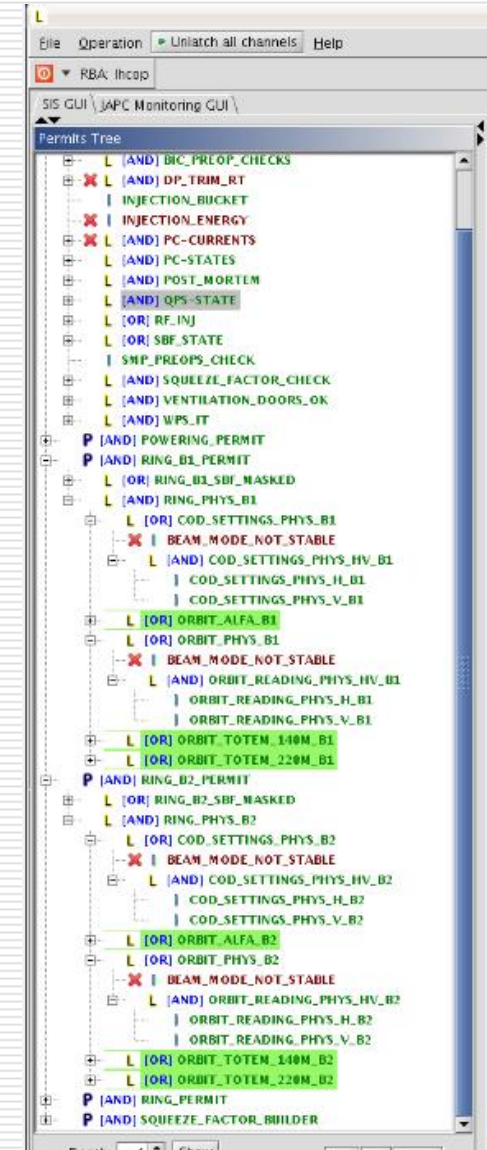 L
File Operation Unlatch all channels Help
RBA: lhcop
SIS GUI \ JAPC Monitoring GUI \
Permits Tree
L [AND] BIC_PREOP_CHECKS
L [AND] DP_TRIM_RT
I INJECTION_BUCKET
I INJECTION_ENERGY
L [AND] PC-CURRENTS
L [AND] PC-STATES
L [AND] POST_MORTEM
L [AND] QPS-STATE
L [OR] RF_INJ
L [OR] SBF_STATE
I SMP_PREOPS_CHECK
L [AND] SQUEEZE_FACTOR_CHECK
L [AND] VENTILATION_DOORS_OK
L [AND] WPS_IT
P [AND] POWERING_PERMIT
P [AND] RING_B1_PERMIT
L [OR] RING_B1_SBF_MASKED
L [AND] RING_PHYS_B1
L [OR] COD_SETTINGS_PHYS_B1
I BEAM_MODE_NOT_STABLE
L [AND] COD_SETTINGS_PHYS_HV_B1
I COD_SETTINGS_PHYS_H_B1
I COD_SETTINGS_PHYS_V_B1
L [OR] ORBIT_ALFA_B1
L [OR] ORBIT_PHYS_B1
I BEAM_MODE_NOT_STABLE
L [AND] ORBIT_READING_PHYS_HV_B1
I ORBIT_READING_PHYS_H_B1
I ORBIT_READING_PHYS_V_B1
L [OR] ORBIT_TOTEM_140M_B1
L [OR] ORBIT_TOTEM_220M_B1
P [AND] RING_B2_PERMIT
L [OR] RING_B2_SBF_MASKED
L [AND] RING_PHYS_B2
L [OR] COD_SETTINGS_PHYS_B2
I BEAM_MODE_NOT_STABLE
L [AND] COD_SETTINGS_PHYS_HV_B2
I COD_SETTINGS_PHYS_H_B2
I COD_SETTINGS_PHYS_V_B2
L [OR] ORBIT_ALFA_B2
L [OR] ORBIT_PHYS_B2
I BEAM_MODE_NOT_STABLE
L [AND] ORBIT_READING_PHYS_HV_B2
I ORBIT_READING_PHYS_H_B2
I ORBIT_READING_PHYS_V_B2
L [OR] ORBIT_TOTEM_140M_B2
L [OR] ORBIT_TOTEM_220M_B2
P [AND] RING_PERMIT
P [AND] SQUEEZE_FACTOR_BUILDER